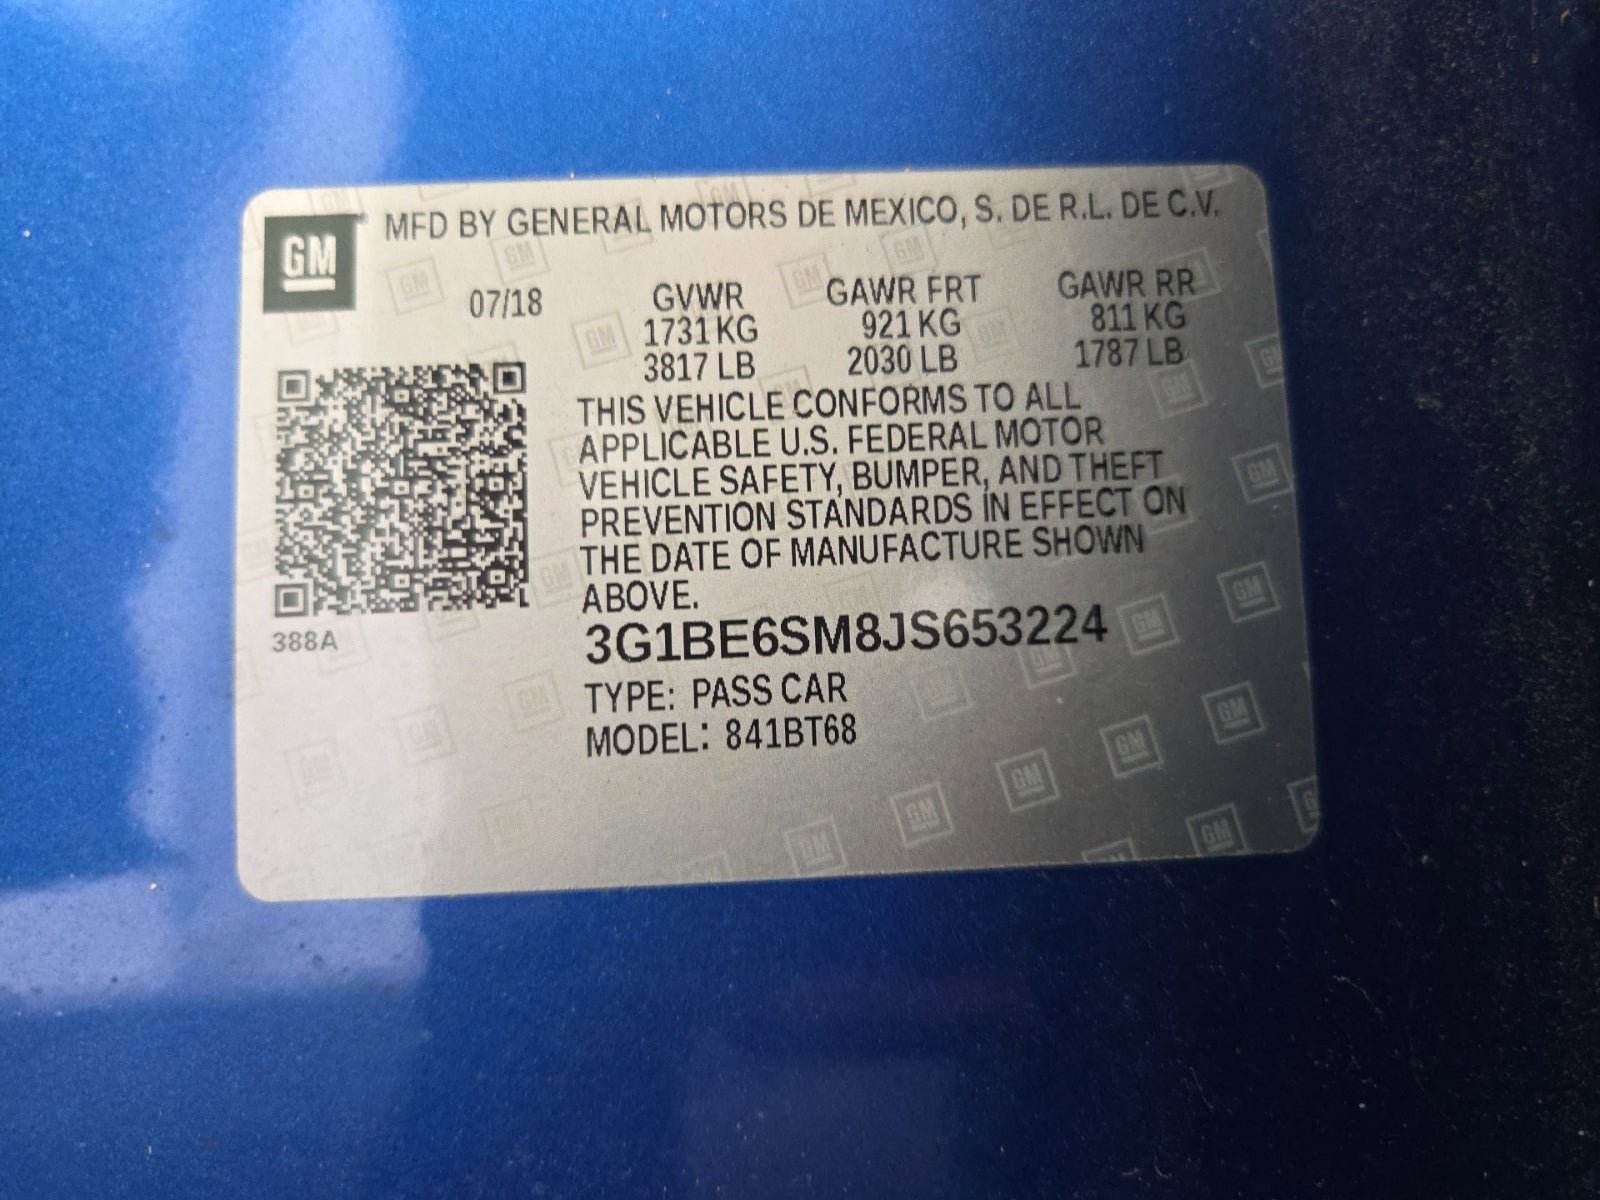 GM
MFD BY GENERAL MOTORS DE MEXICO, S. DE R.L. DE C.V.
07/18 GVWR GAWR FRT GAWR RR
1731 KG 921 KG 811 KG
3817 LB 2030 LB 1787 LB
THIS VEHICLE CONFORMS TO ALL
APPLICABLE U.S. FEDERAL MOTOR
VEHICLE SAFETY, BUMPER, AND THEFT
PREVENTION STANDARDS IN EFFECT ON
THE DATE OF MANUFACTURE SHOWN
ABOVE.
388A
3G1BE6SM8JS653224
TYPE: PASS CAR
MODEL: 841BT68